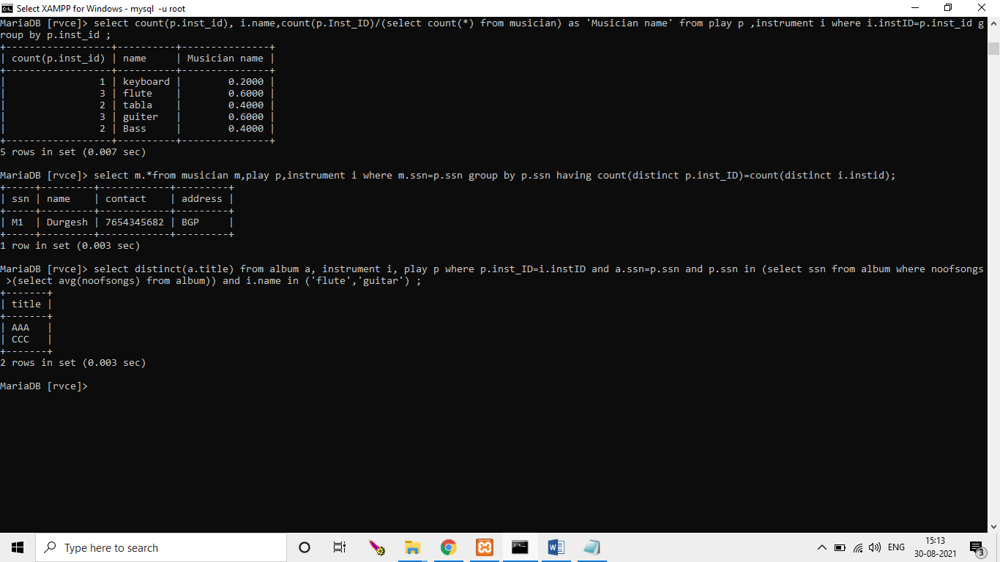 Select XAMPP for Windows - mysql  -u root
MariaDB [rvce]> select count(p.inst_id), i.name,count(p.Inst_ID)/(select count(*) from musician) as 'Musician name' from play p ,instrument i where i.instID=p.inst_id g
roup by p.inst_id ;
+------------------+----------+---------------+
| count(p.inst_id) | name     | Musician name |
+------------------+----------+---------------+
|                1 | keyboard |        0.2000 |
|                3 | flute    |        0.6000 |
|                2 | tabla    |        0.4000 |
|                3 | guiter   |        0.6000 |
|                2 | Bass     |        0.4000 |
+------------------+----------+---------------+
5 rows in set (0.007 sec)
MariaDB [rvce]> select m.*from musician m,play p,instrument i where m.ssn=p.ssn group by p.ssn having count(distinct p.inst_ID)=count(distinct i.instid);
+-----+---------+------------+---------+
| ssn | name    | contact    | address |
+-----+---------+------------+---------+
| M1  | Durgesh | 7654345682 | BGP     |
+-----+---------+------------+---------+
1 row in set (0.003 sec)
MariaDB [rvce]> select distinct(a.title) from album a, instrument i, play p where p.inst_ID=i.instID and a.ssn=p.ssn and p.ssn in (select ssn from album where noofsongs
 >(select avg(noofsongs) from album)) and i.name in ('flute','guitar') ;
+-------+
| title |
+-------+
| AAA   |
| CCC   |
+-------+
2 rows in set (0.003 sec)
MariaDB [rvce]>
Type here to search
ENG
15:13
30-08-2021
3